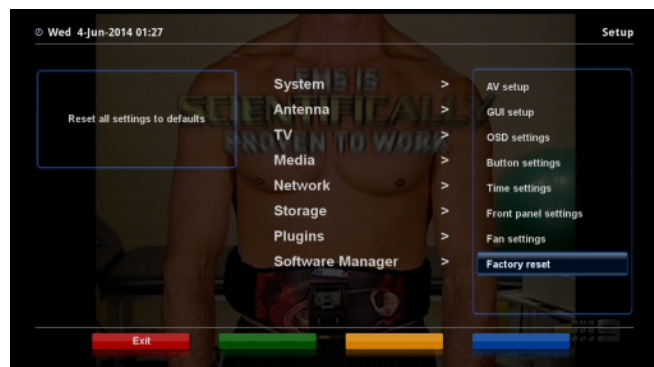 Wed 4-Jun-2014 01:27
Setup
Reset all settings to defaults
System >
Antenna >
TV >
Media >
Network >
Storage >
Plugins >
Software Manager >
AV setup
GUI setup
OSD settings
Button settings
Time settings
Front panel settings
Fan settings
Factory reset
EMS IS
SCIENTIFICALLY
PROVEN TO WORK
Exit